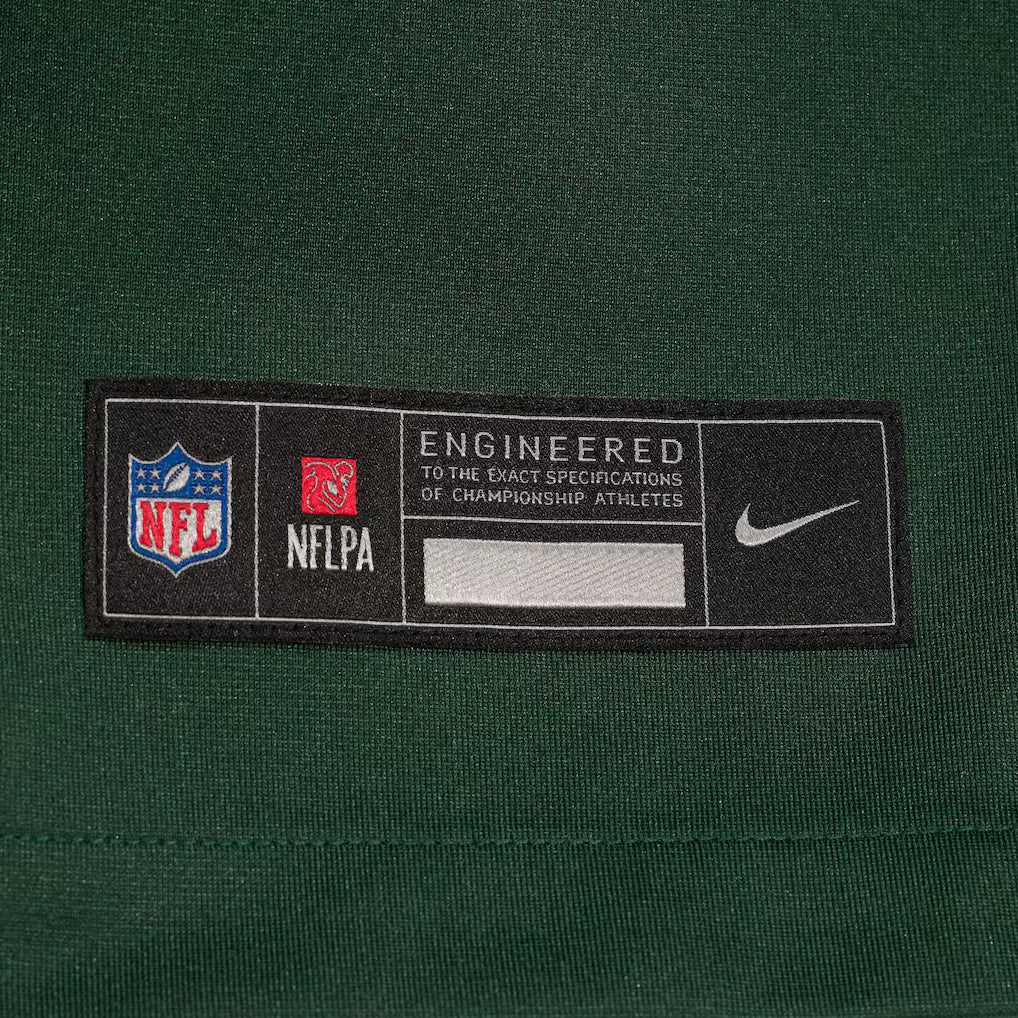 NFL
NFLPA
ENGINEERED
TO THE EXACT SPECIFICATIONS
OF CHAMPIONSHIP ATHLETES